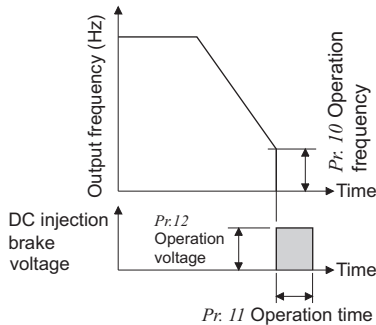 Output frequency (Hz)
Pr. 10 Operation
frequency
Time
DC injection
brake
voltage
Pr.12
Operation
voltage
Time
Pr. 11 Operation time